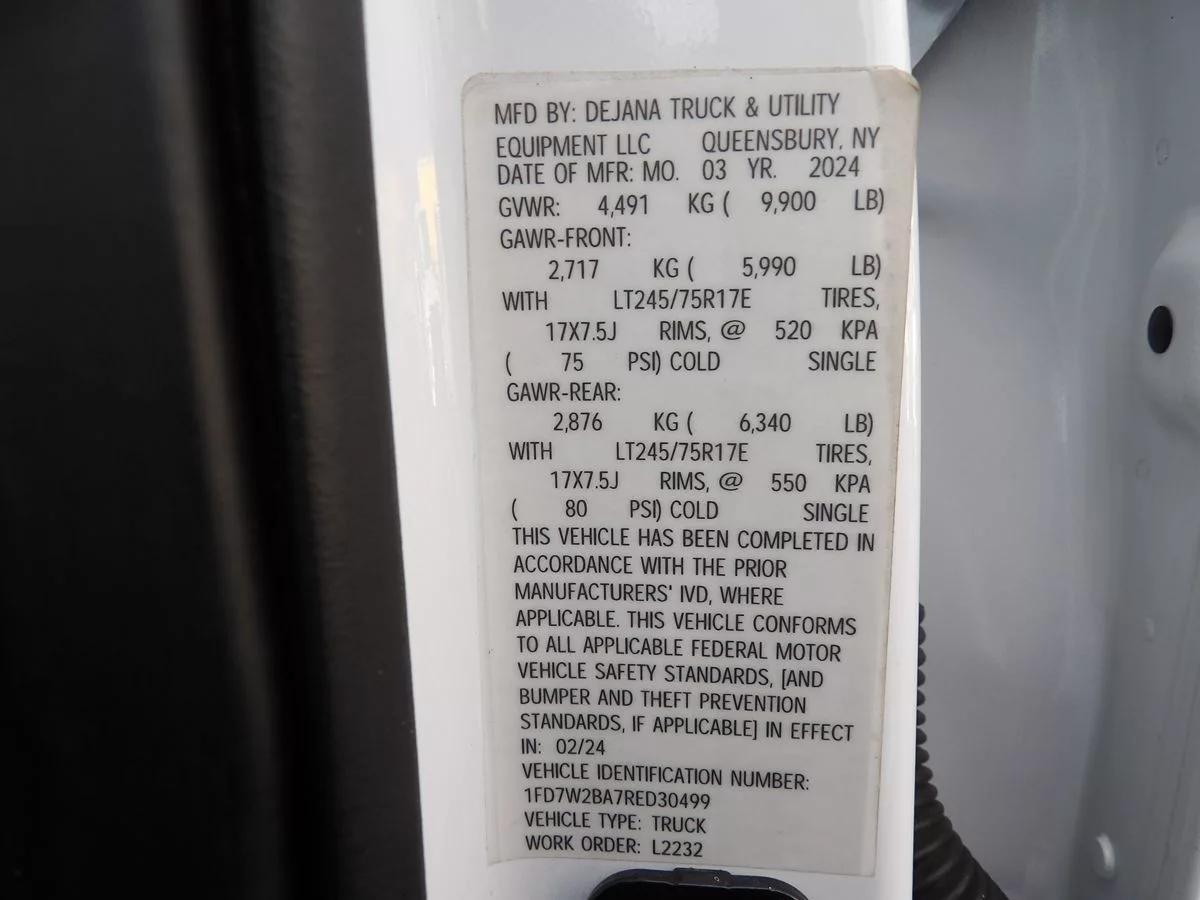 MFD BY: DEJANA TRUCK & UTILITY
EQUIPMENT LLC QUEENSBURY, NY
DATE OF MFR: MO. 03 YR. 2024
GVWR: 4,491 KG ( 9,900 LB)
GAWR-FRONT:
2,717 KG ( 5,990 LB)
WITH LT245/75R17E TIRES,
17X7.5J RIMS, @ 520 KPA
( 75 PSI) COLD SINGLE
GAWR-REAR:
2,876 KG ( 6,340 LB)
WITH LT245/75R17E TIRES,
17X7.5J RIMS, @ 550 KPA
( 80 PSI) COLD SINGLE
THIS VEHICLE HAS BEEN COMPLETED IN
ACCORDANCE WITH THE PRIOR
MANUFACTURERS' IVD, WHERE
APPLICABLE. THIS VEHICLE CONFORMS
TO ALL APPLICABLE FEDERAL MOTOR
VEHICLE SAFETY STANDARDS, [AND
BUMPER AND THEFT PREVENTION
STANDARDS, IF APPLICABLE] IN EFFECT
IN: 02/24
VEHICLE IDENTIFICATION NUMBER:
1FD7W2BA7RED30499
VEHICLE TYPE: TRUCK
WORK ORDER: L2232